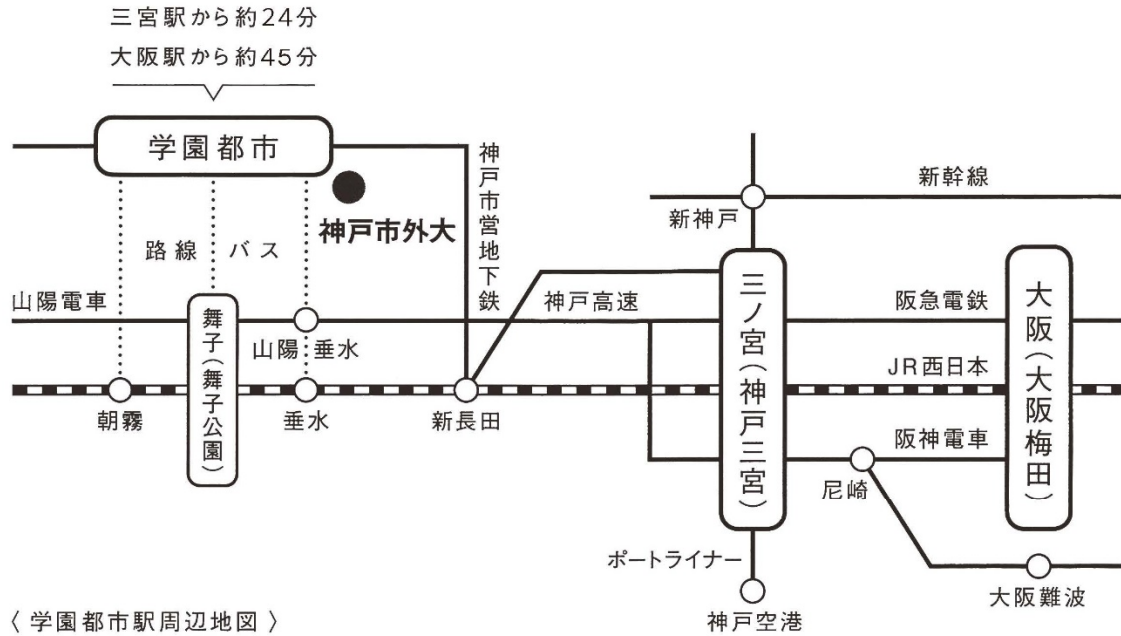 三宮駅から約24分
大阪駅から約45分
学園都市
神戸市外大
神戸市営地下鉄
路線バス
新幹線
新神戸
山陽電車
舞子(舞子公園)
山陽垂水
神戸高速
三ノ宮(神戸三宮)
阪急電鉄
大阪(大阪梅田)
JR西日本
朝霧
垂水
新長田
阪神電車
尼崎
ポートライナー
神戸空港
大阪難波
〈学園都市駅周辺地図〉